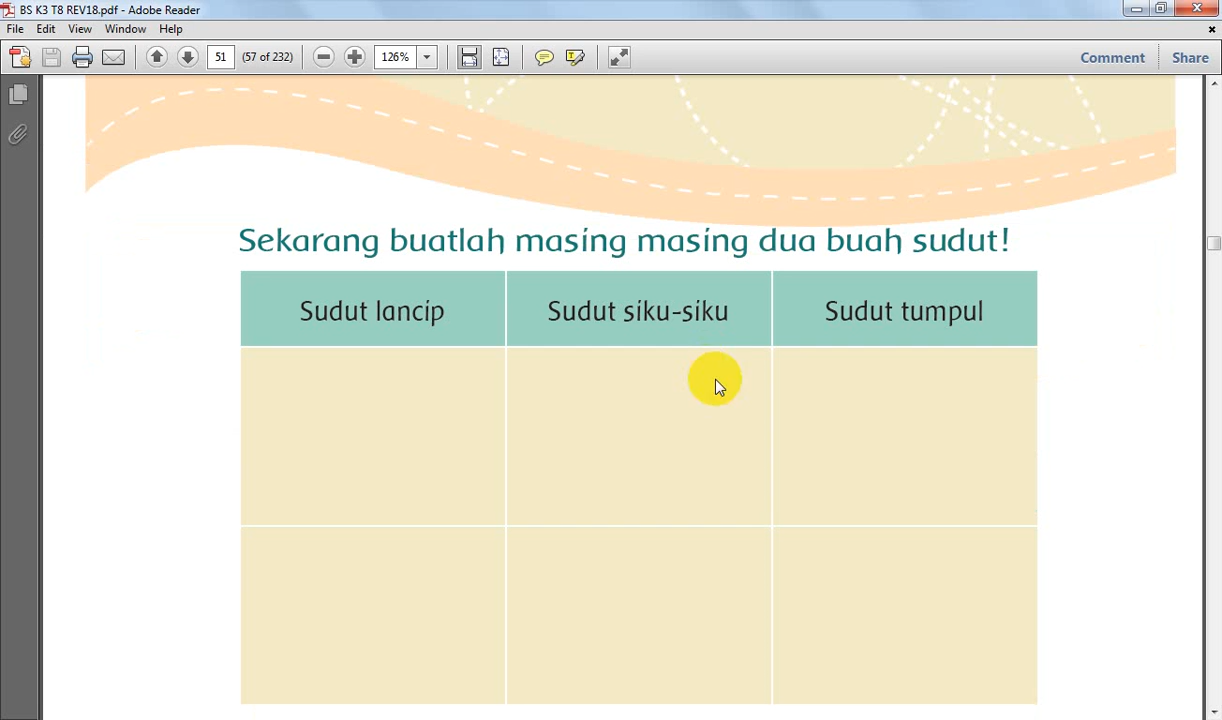 BS K3 T8 REV18.pdf - Adobe Reader
File Edit View Window Help
51 (57 of 232) 126% Comment Share
Sekarang buatlah masing masing dua buah sudut!
Sudut lancip Sudut siku-siku Sudut tumpul